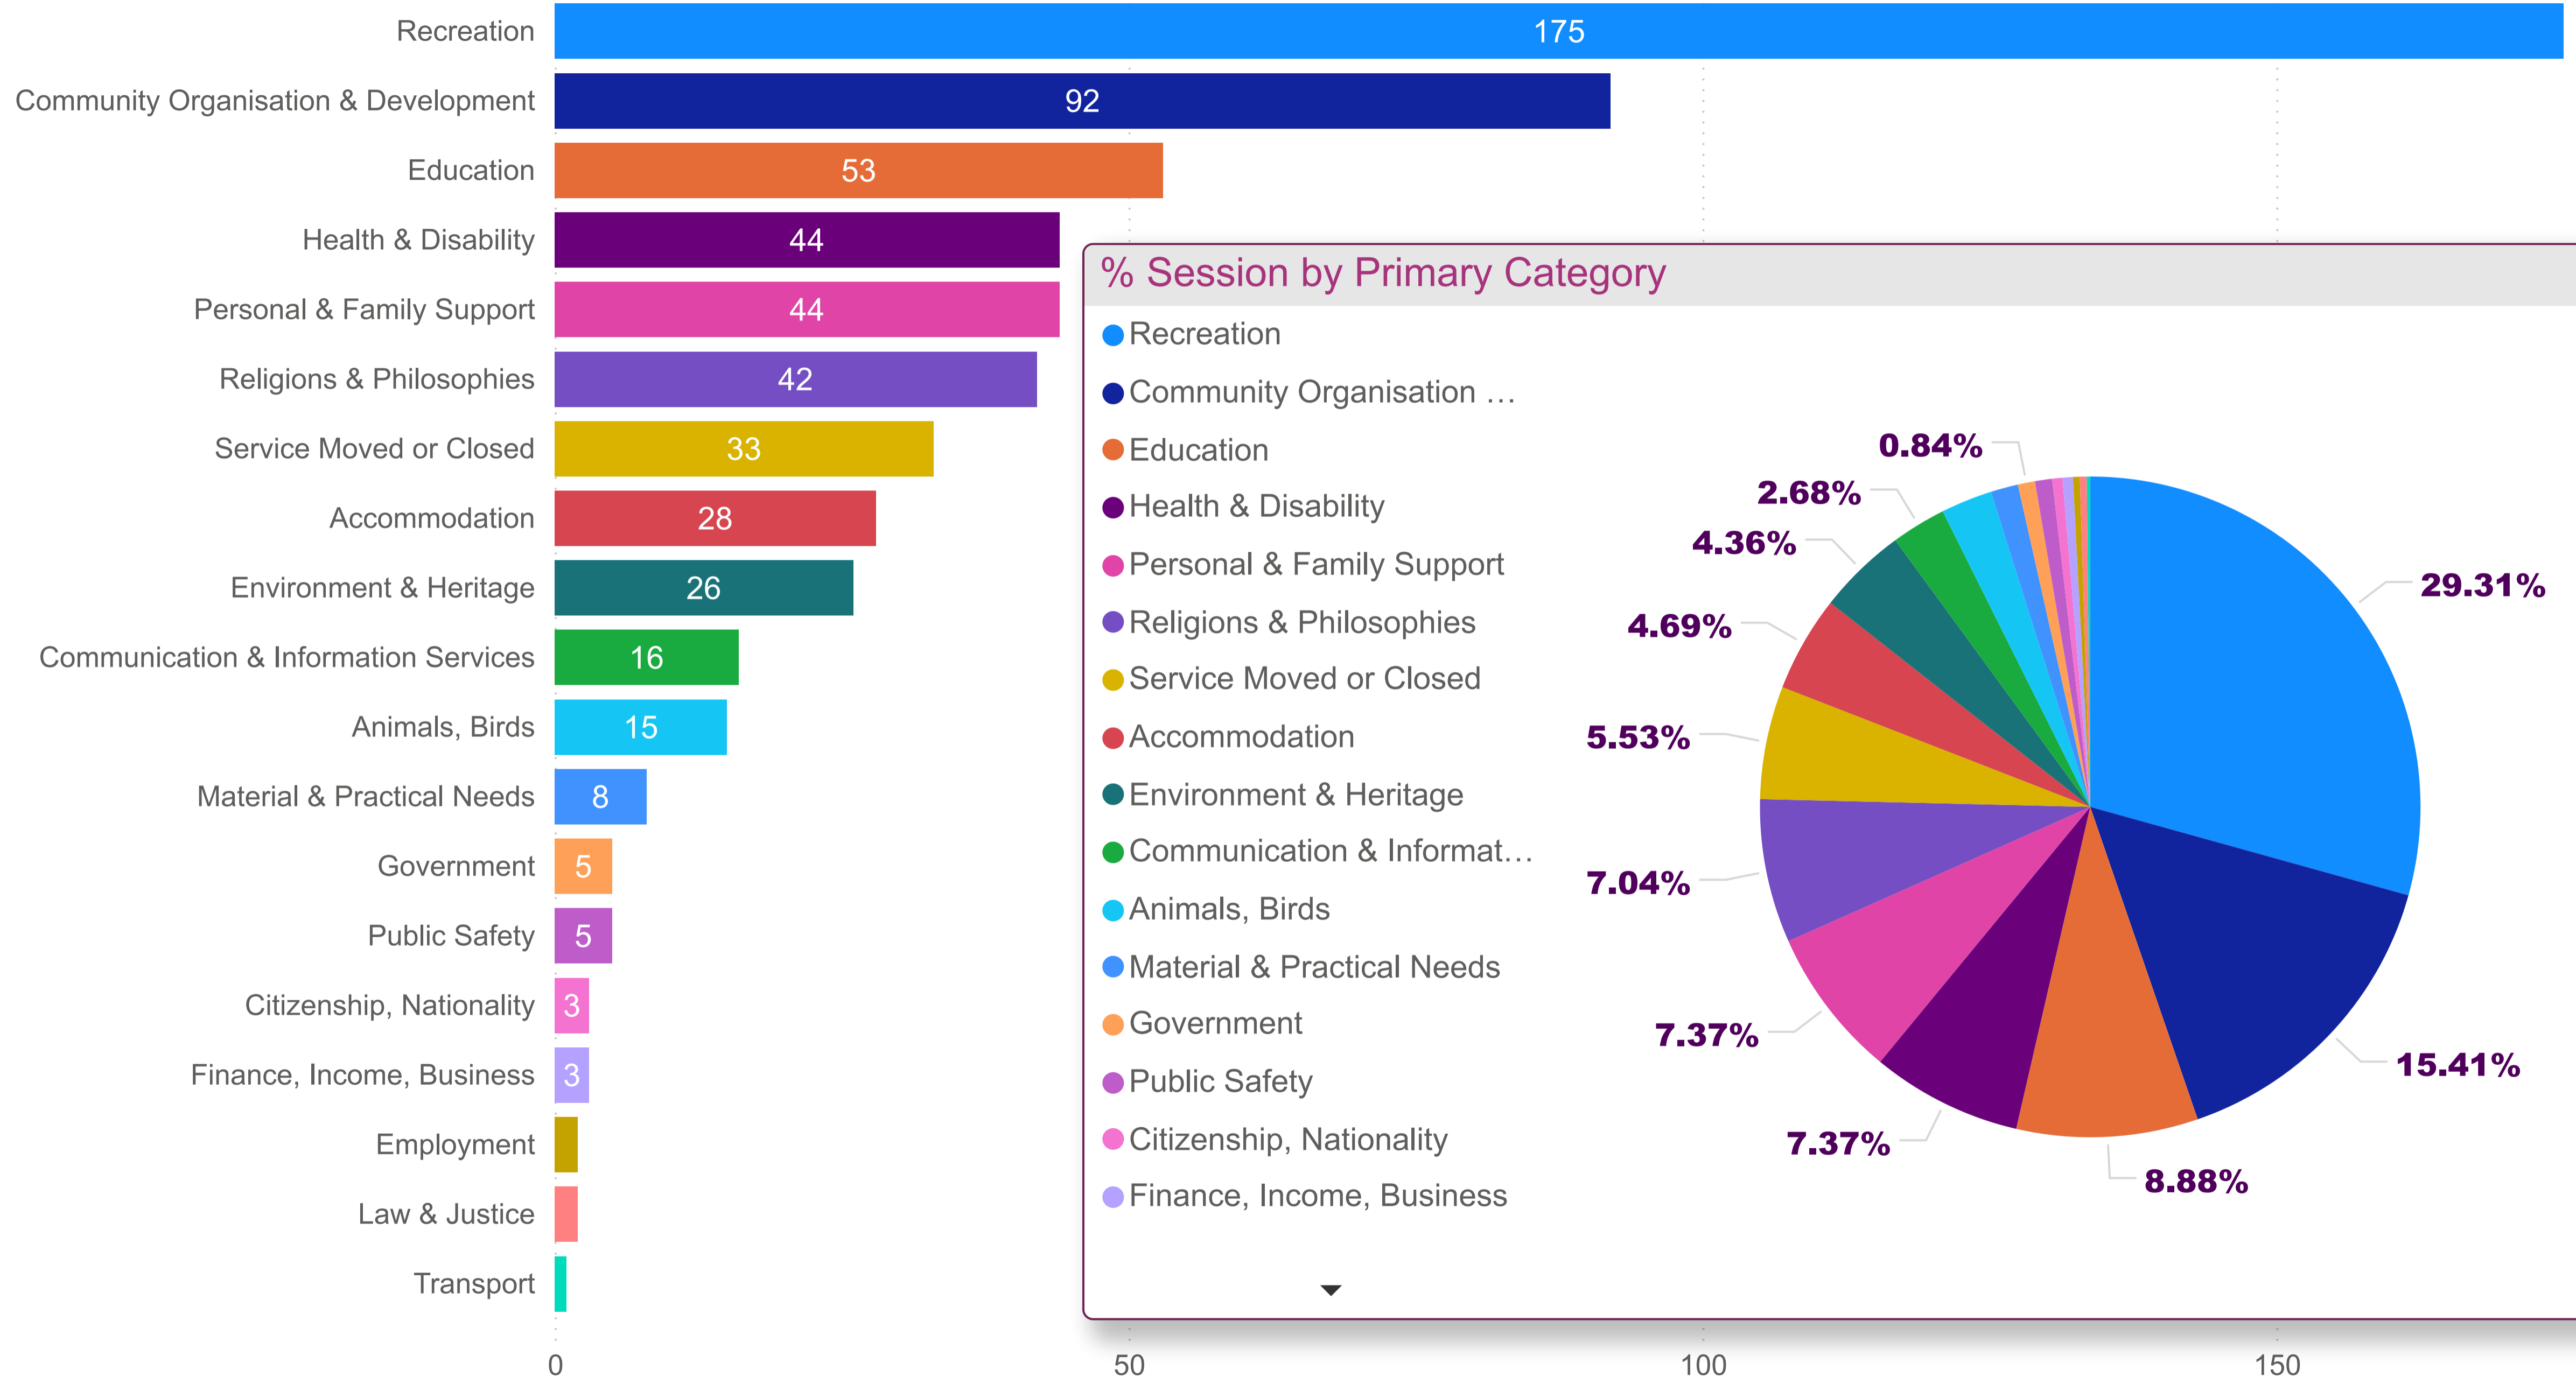 Recreation 175
Community Organisation & Development 92
Education 53
Health & Disability 44
Personal & Family Support 44
Religions & Philosophies 42
Service Moved or Closed 33
Accommodation 28
Environment & Heritage 26
Communication & Information Services 16
Animals, Birds 15
Material & Practical Needs 8
Government 5
Public Safety 5
Citizenship, Nationality 3
Finance, Income, Business 3
Employment
Law & Justice
Transport
0 50 100 150
% Session by Primary Category
Recreation
Community Organisation …
Education
Health & Disability
Personal & Family Support
Religions & Philosophies
Service Moved or Closed
Accommodation
Environment & Heritage
Communication & Informat…
Animals, Birds
Material & Practical Needs
Government
Public Safety
Citizenship, Nationality
Finance, Income, Business
29.31%
15.41%
8.88%
7.37%
7.37%
7.04%
5.53%
4.69%
4.36%
2.68%
0.84%